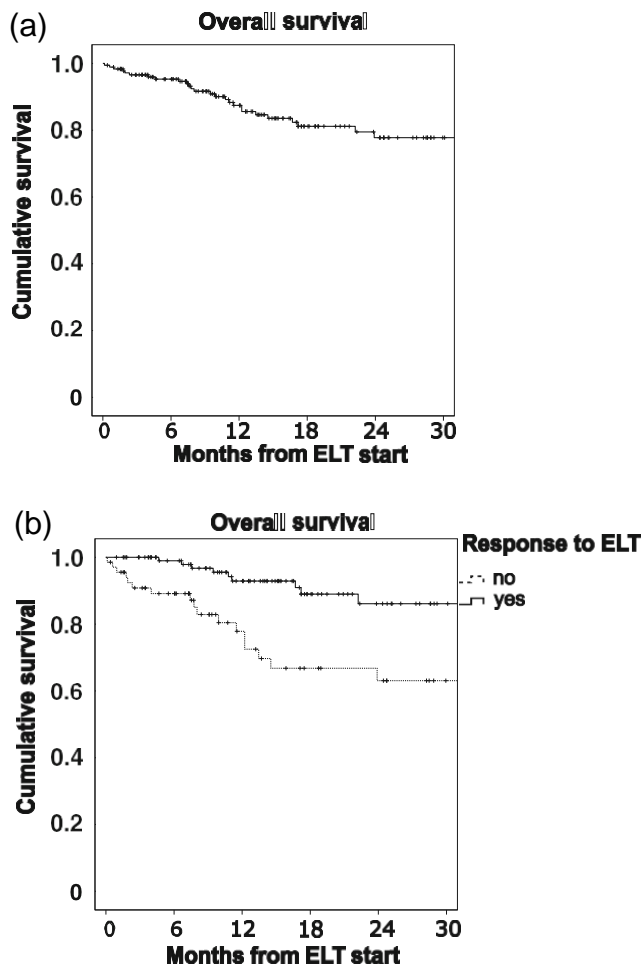 (a)
Overall survival
Cumulative survival
1.0
0.8
0.6
0.4
0.2
0
0 6 12 18 24 30
Months from ELT start
(b)
Overall survival
Response to ELT
no
yes
Cumulative survival
1.0
0.8
0.6
0.4
0.2
0
0 6 12 18 24 30
Months from ELT start